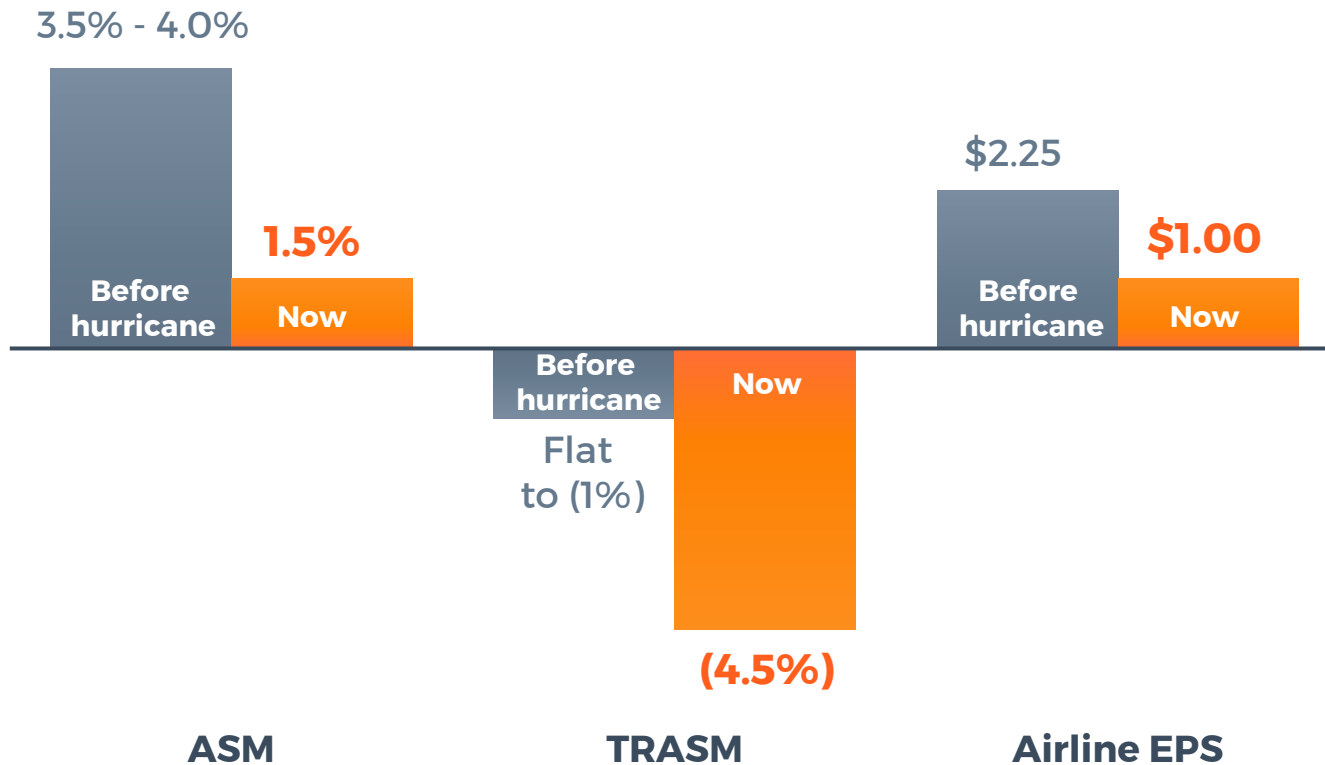 3.5% - 4.0%
1.5%
Before
hurricane
Now
Before
hurricane
Flat
to (1%)
Now
(4.5%)
$2.25
$1.00
Before
hurricane
Now
ASM
TRASM
Airline EPS